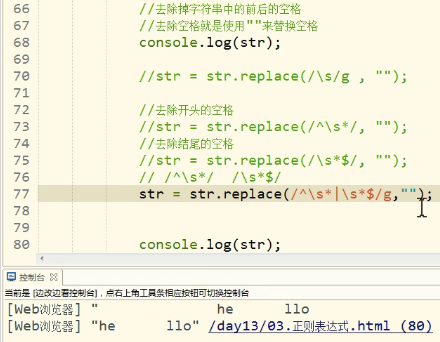 66 //去除掉字符串中的前后的空格
67 //去除空格就是使用""来替换空格
68 console.log(str);
69
70 //str = str.replace(/\s/g , "");
71
72 //去除开头的空格
73 //str = str.replace(/^\s*/, "");
74 //去除结尾的空格
75 //str = str.replace(/\s*$/, "");
76 // /^\s*/  /\s*$/
77 str = str.replace(/^\s*|\s*$/g,"");
78
79
80 console.log(str);
控制台
当前是 [边改边看控制台], 点右上角工具条相应按钮可切换控制台
[Web浏览器] "                he      llo
[Web浏览器] "he      llo" /day13/03.正则表达式.html (80)